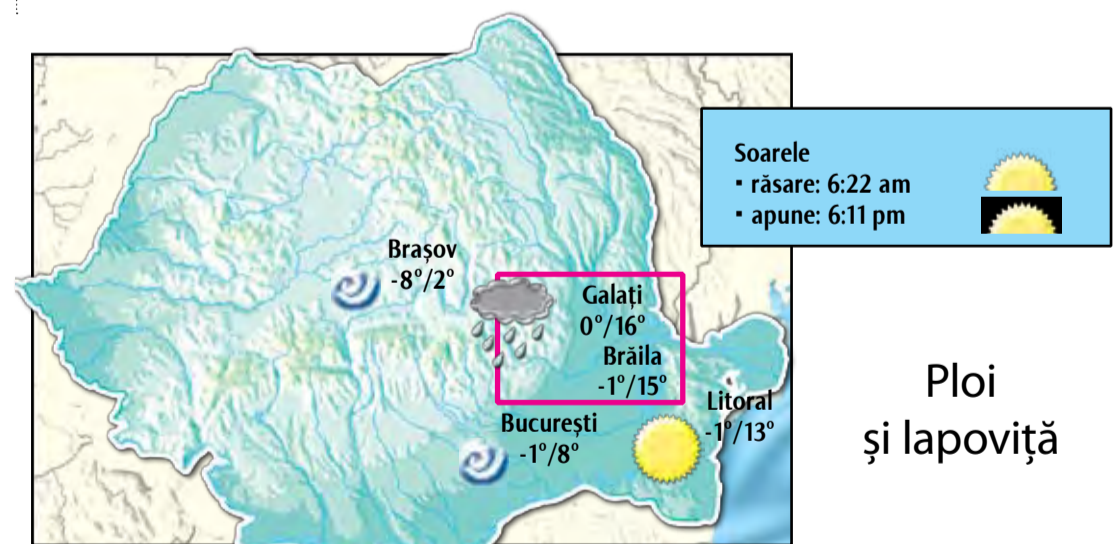 Soarele
▪ răsare: 6:22 am
▪ apune: 6:11 pm
Brașov
-8°/2°
Galați
0°/16°
Brăila
-1°/15°
Litoral
-1°/13°
București
-1°/8°
Ploi
și lapoviță